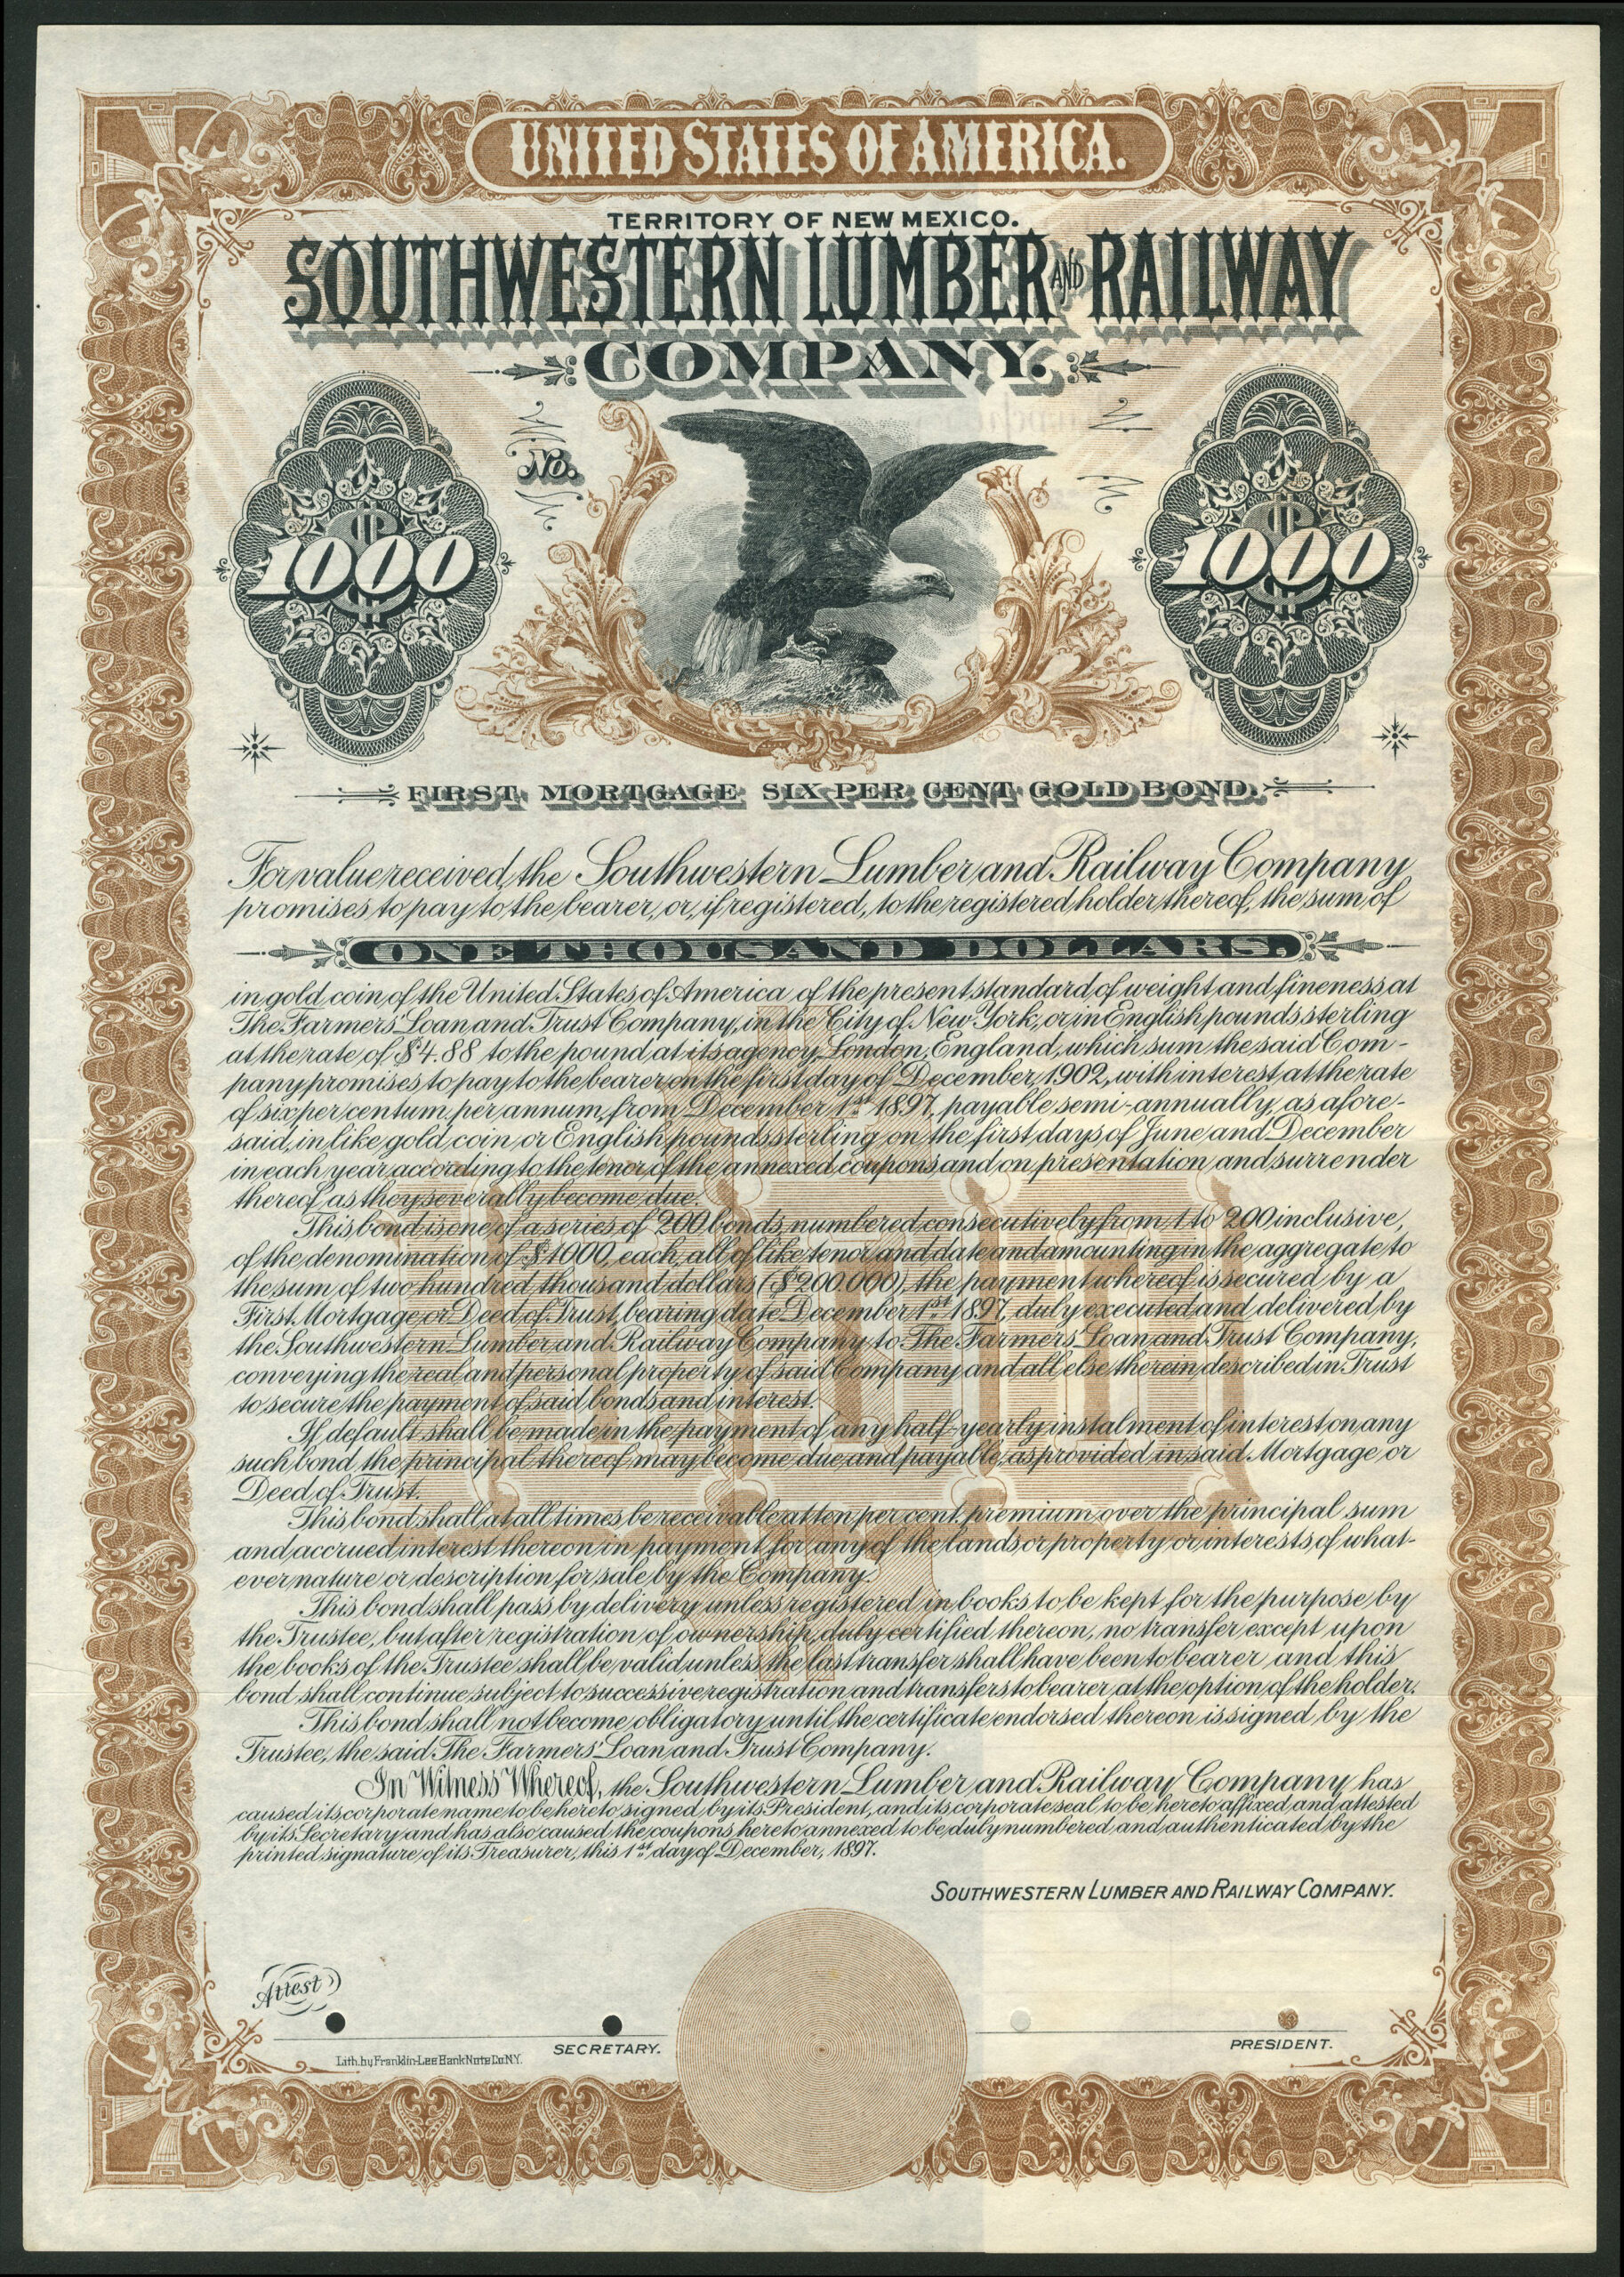 UNITED STATES OF AMERICA.
TERRITORY OF NEW MEXICO.
SOUTHWESTERN LUMBER AND RAILWAY
COMPANY.
No.
$1000
$1000
FIRST MORTGAGE SIX PER CENT GOLD BOND.
For value received, the Southwestern Lumber and Railway Company
promises to pay to the bearer, or, if registered, to the registered holder thereof, the sum of
ONE THOUSAND DOLLARS.
in gold coin of the United States of America of the present standard of weight and fineness at
The Farmers' Loan and Trust Company, in the City of New York, or in English pounds sterling
at the rate of $4.88 to the pound at its agency, London, England, which sum the said Com-
pany promises to pay to the bearer on the first day of December, 1902, with interest at the rate
of six per centum per annum, from December 1st 1897, payable semi-annually, as afore-
said, in like gold coin or English pounds sterling on the first days of June and December
in each year according to the tenor of the annexed coupons and on presentation and surrender
thereof as they severally become due.
This bond is one of a series of 200 bonds, numbered consecutively from 1 to 200 inclusive,
of the denomination of $1000, each, all of like tenor and date and amounting in the aggregate to
the sum of two hundred thousand dollars ($200.000), the payment whereof is secured by a
First Mortgage or Deed of Trust, bearing date December 1st 1897, duly executed and delivered by
the Southwestern Lumber and Railway Company to The Farmers' Loan and Trust Company,
conveying the real and personal property of said Company and all else therein described in Trust
to secure the payment of said bonds and interest.
If default shall be made in the payment of any half-yearly instalment of interest on any
such bond the principal thereof may become due and payable, as provided in said Mortgage or
Deed of Trust.
This bond shall at all times be receivable at ten per cent. premium over the principal sum
and accrued interest thereon in payment for any of the lands or property or interests of what-
ever nature or description for sale by the Company.
This bond shall pass by delivery unless registered in books to be kept for the purpose by
the Trustee, but after registration of ownership, duly certified thereon, no transfer except upon
the books of the Trustee shall be valid unless the last transfer shall have been to bearer and this
bond shall continue subject to successive registration and transfers to bearer, at the option of the holder.
This bond shall not become obligatory until the certificate endorsed thereon is signed by the
Trustee, the said The Farmers' Loan and Trust Company.
In Witness Whereof, the Southwestern Lumber and Railway Company has
caused its corporate name to be hereto signed by its President, and its corporate seal to be hereto affixed and attested
by its Secretary and has also caused the coupons hereto annexed to be duly numbered and authenticated by the
printed signature of its Treasurer, this 1st day of December, 1897.
SOUTHWESTERN LUMBER AND RAILWAY COMPANY.
Attest
SECRETARY.
PRESIDENT.
Lith. by Franklin-Lee Bank Note Co. N.Y.